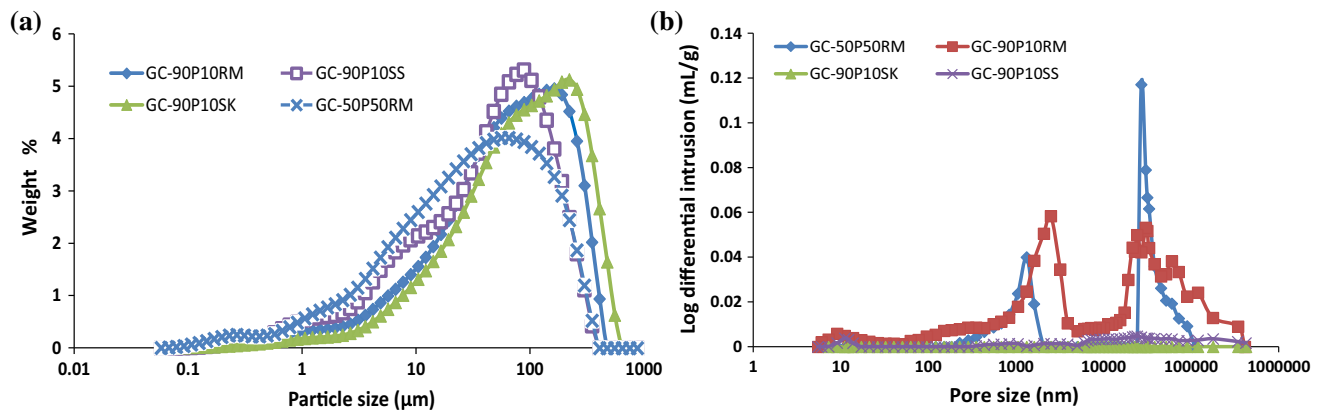 (a)
GC-90P10RM
GC-90P10SS
GC-90P10SK
GC-50P50RM
Weight %
6
5
4
3
2
1
0
0.01
0.1
1
10
100
1000
Particle size (μm)
(b)
GC-50P50RM
GC-90P10RM
GC-90P10SK
GC-90P10SS
Log differential intrusion (mL/g)
0.14
0.12
0.1
0.08
0.06
0.04
0.02
0
1
10
100
1000
10000
100000
1000000
Pore size (nm)